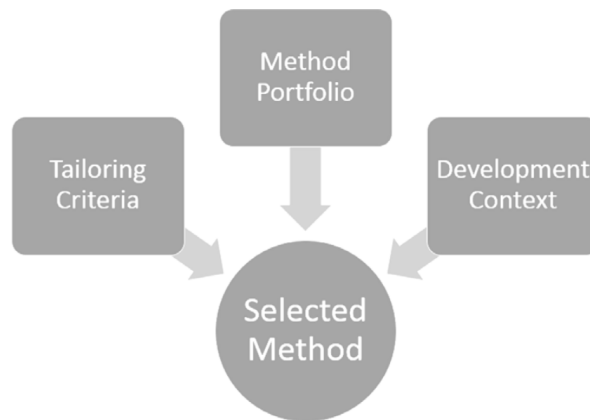 Method
Portfolio
Tailoring
Criteria
Development
Context
Selected
Method